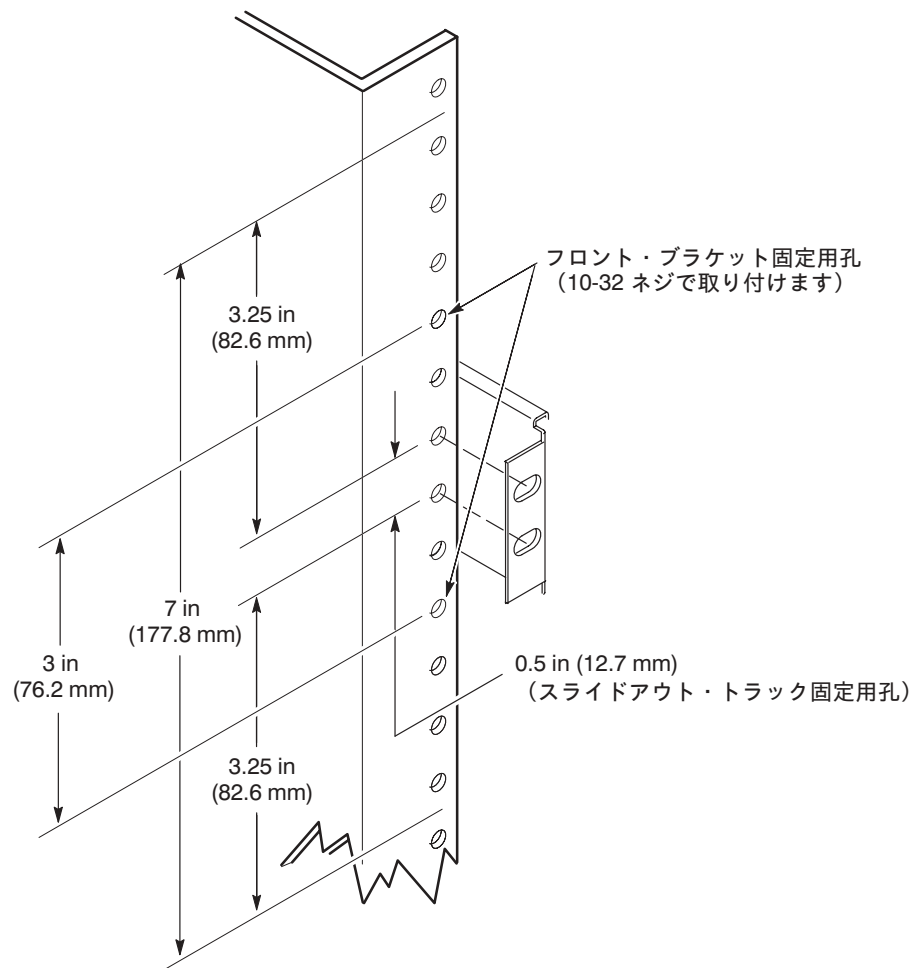 フロント・ブラケット固定用孔
（10-32 ネジで取り付けます）
3.25 in
(82.6 mm)
7 in
(177.8 mm)
3 in
(76.2 mm)
0.5 in (12.7 mm)
（スライドアウト・トラック固定用孔）
3.25 in
(82.6 mm)